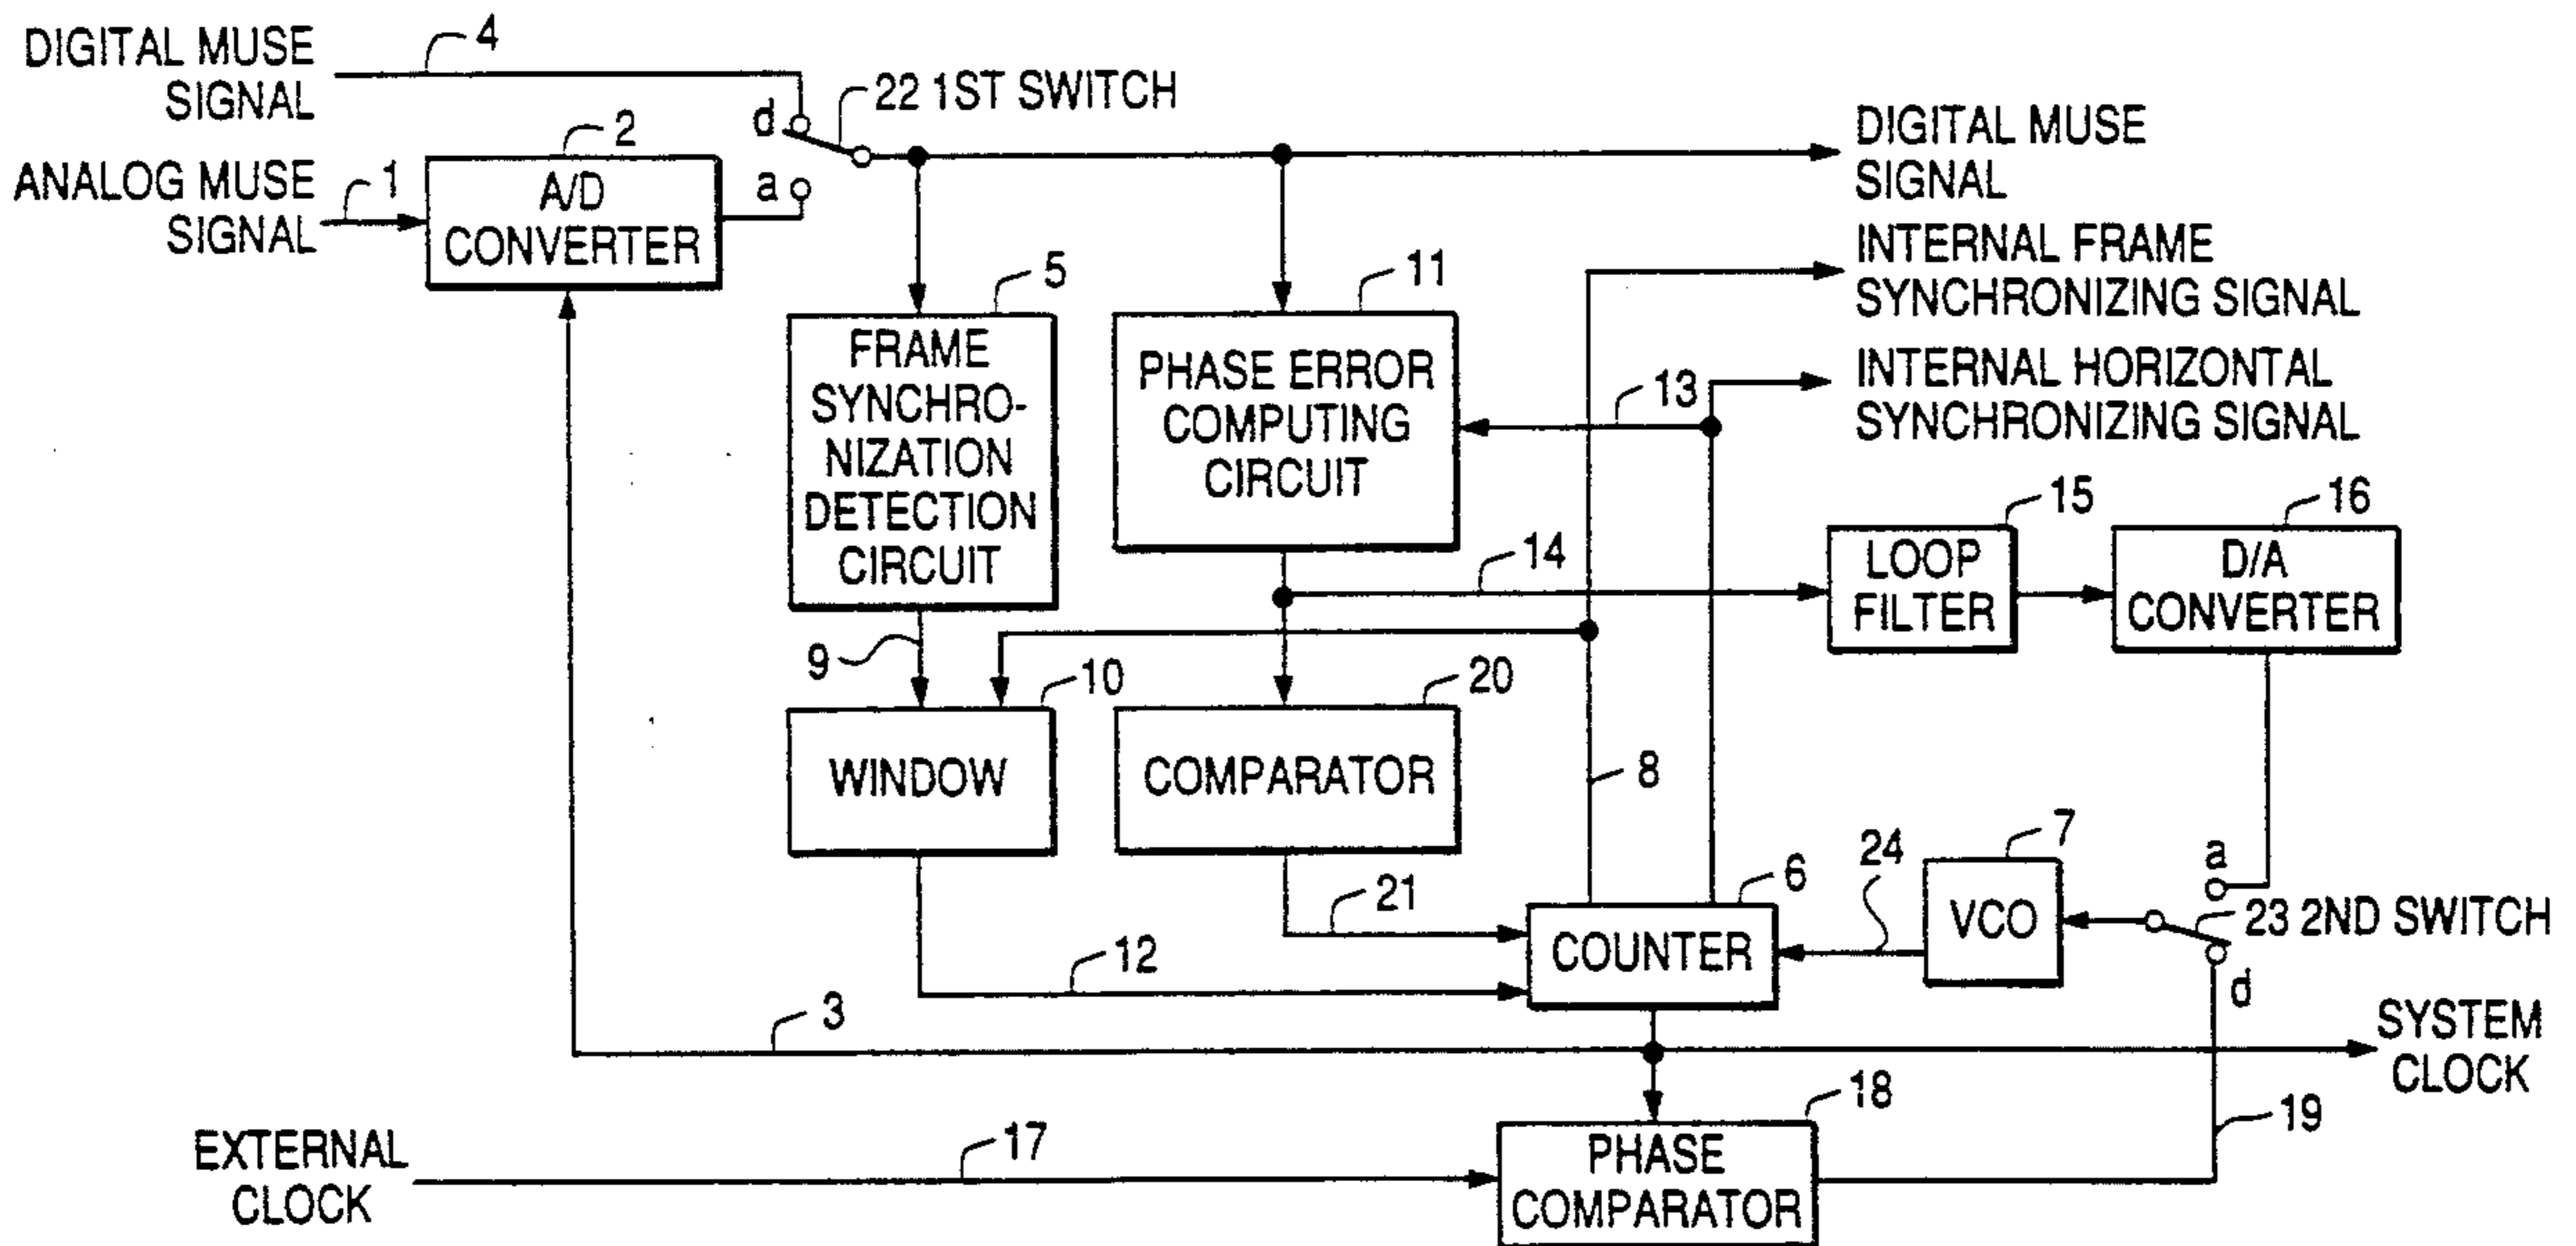 DIGITAL MUSE
SIGNAL
4
22 1ST SWITCH
d
a
ANALOG MUSE
SIGNAL
1
2
A/D
CONVERTER
DIGITAL MUSE
SIGNAL
INTERNAL FRAME
SYNCHRONIZING SIGNAL
INTERNAL HORIZONTAL
SYNCHRONIZING SIGNAL
5
FRAME
SYNCHRO-
NIZATION
DETECTION
CIRCUIT
11
PHASE ERROR
COMPUTING
CIRCUIT
13
14
15
LOOP
FILTER
16
D/A
CONVERTER
9
10
WINDOW
20
COMPARATOR
8
21
12
6
COUNTER
24
7
VCO
a
23 2ND SWITCH
d
3
SYSTEM
CLOCK
EXTERNAL
CLOCK
17
18
PHASE
COMPARATOR
19